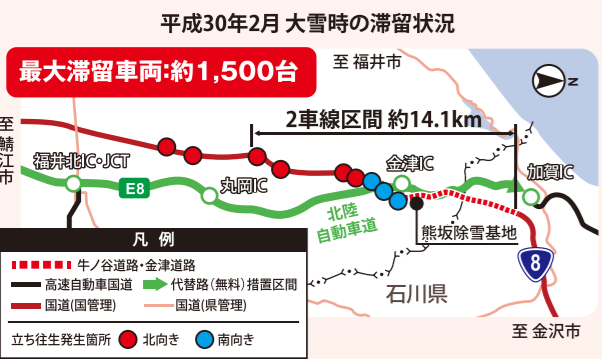 平成30年2月 大雪時の滞留状況
最大滞留車両:約1,500台
至 福井市
石川県
N
2車線区間 約14.1km
至 鯖江市
福井北IC・JCT
E8
丸岡IC
金津IC
加賀IC
北陸
自動車道
熊坂除雪基地
8
石川県
至 金沢市
凡 例
牛ノ谷道路・金津道路
高速自動車国道
代替路(無料)措置区間
国道(国管理)
国道(県管理)
立ち往生発生箇所
北向き
南向き